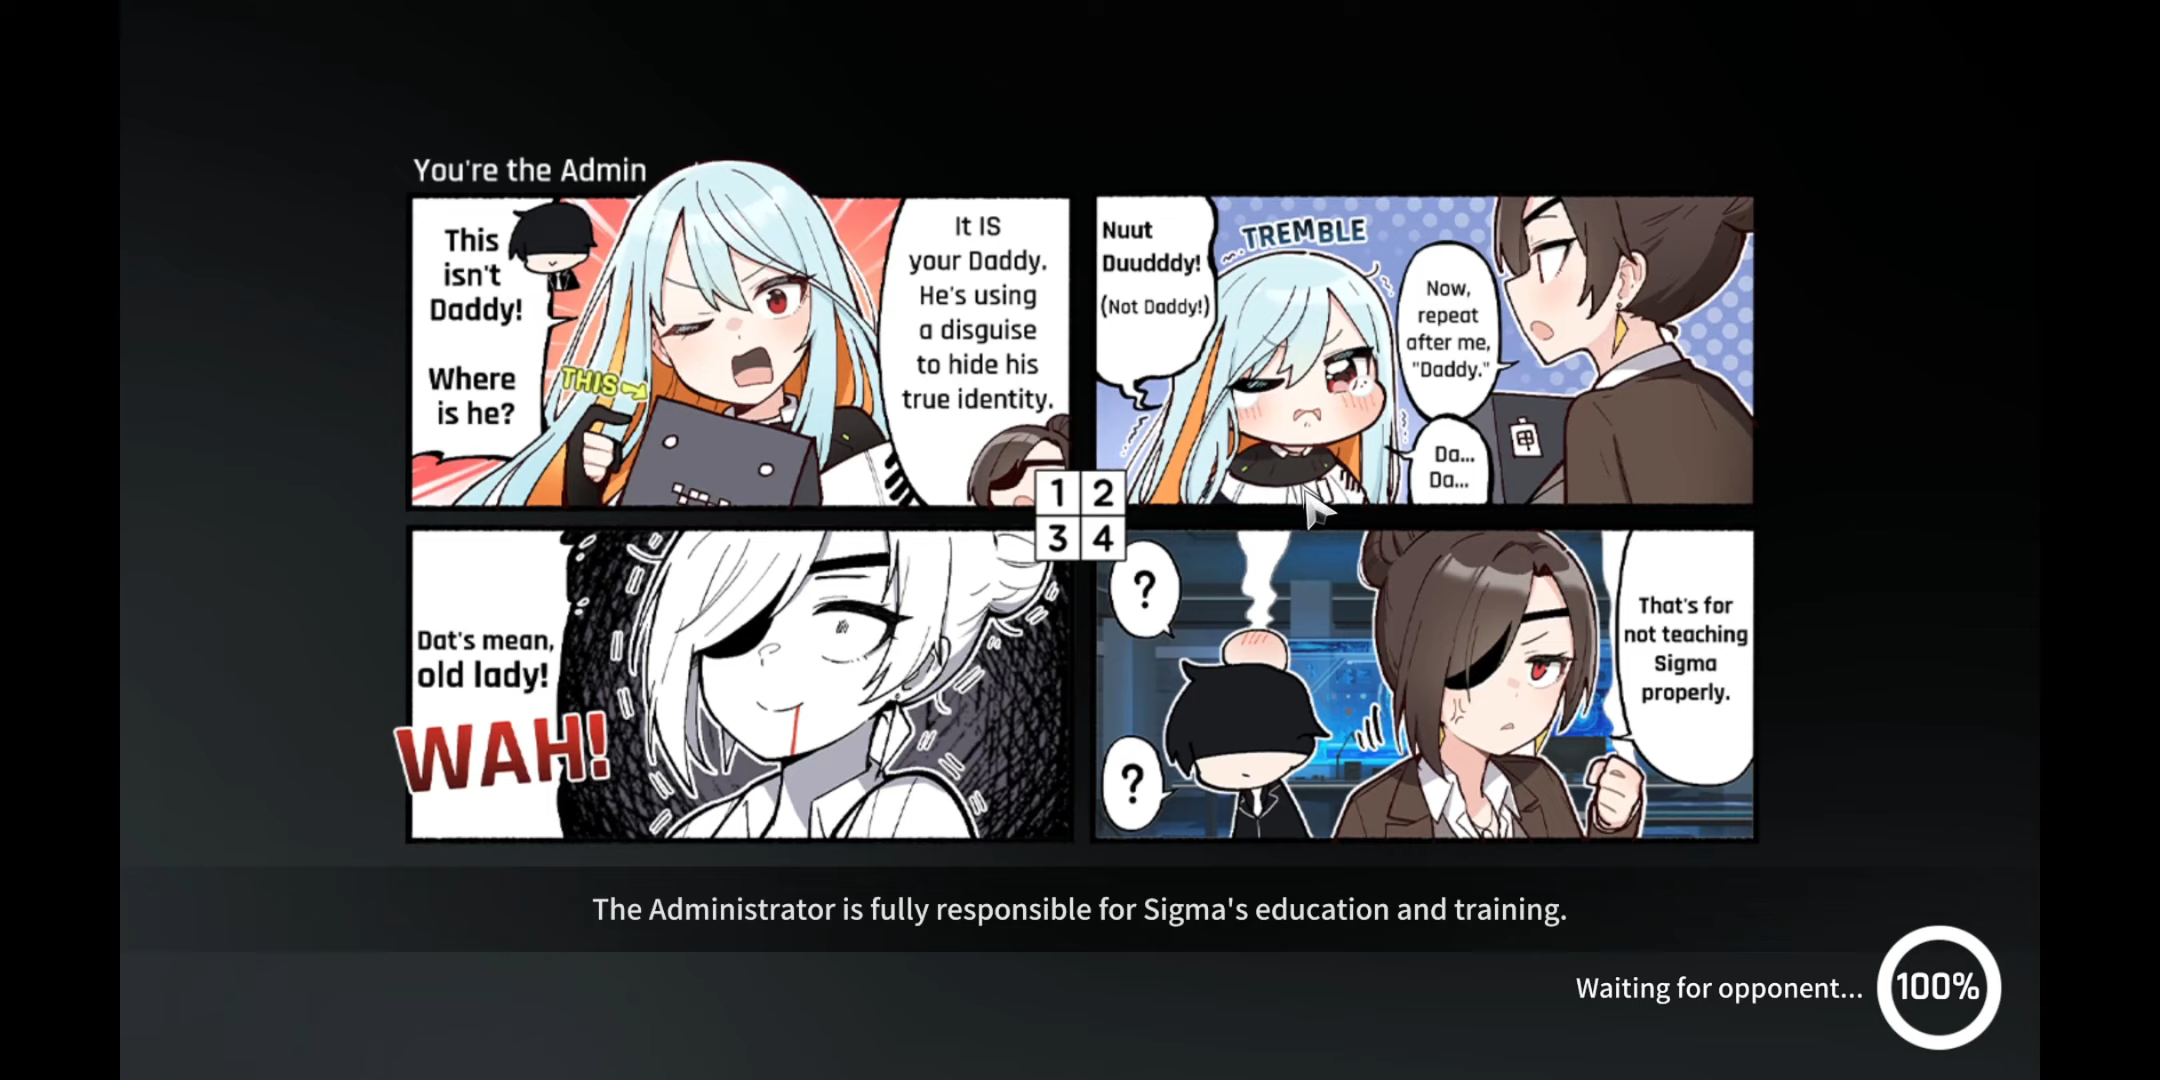 You're the Admin
This
isn't
Daddy!
Where
is he?
THIS
It IS
your Daddy.
He's using
a disguise
to hide his
true identity.
Nuut
Duudddy!
(Not Daddy!)
TREMBLE
Now,
repeat
after me,
"Daddy."
Da...
Da...
甲
1 2
3 4
Dat's mean,
old lady!
WAH!
?
?
That's for
not teaching
Sigma
properly.
The Administrator is fully responsible for Sigma's education and training.
Waiting for opponent...
100%